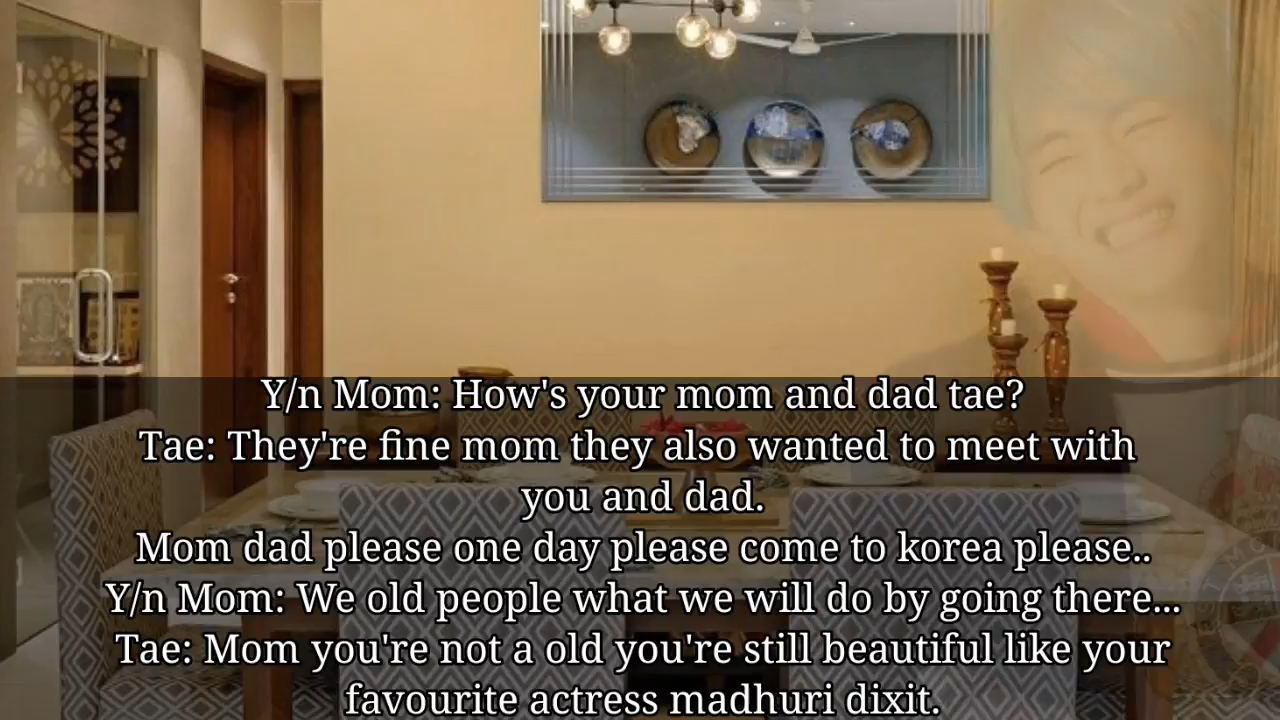 Y/n Mom: How's your mom and dad tae?
Tae: They're fine mom they also wanted to meet with
you and dad.
Mom dad please one day please come to korea please..
Y/n Mom: We old people what we will do by going there...
Tae: Mom you're not a old you're still beautiful like your
favourite actress madhuri dixit.